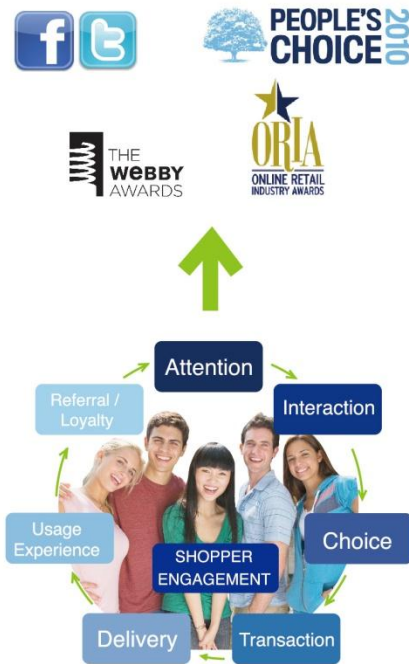 f
t
PEOPLE'S
CHOICE
2010
THE
WEBBY
AWARDS
ORIA
ONLINE RETAIL
INDUSTRY AWARDS
Attention
Referral /
Loyalty
Interaction
Usage
Experience
SHOPPER
ENGAGEMENT
Choice
Delivery
Transaction